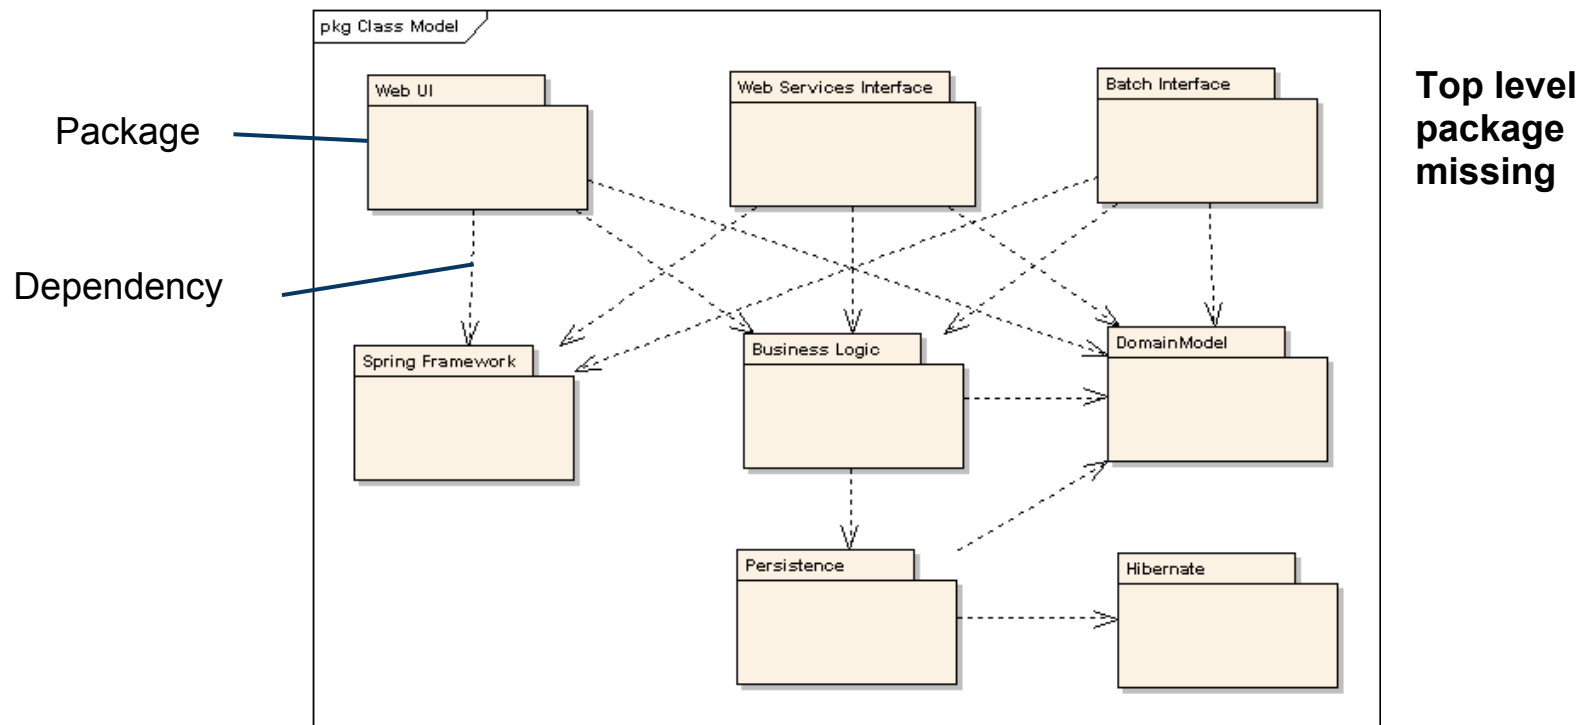 pkg Class Model
Web UI
Web Services Interface
Batch Interface
Top level
package
missing
Package
Dependency
Spring Framework
Business Logic
DomainModel
Persistence
Hibernate